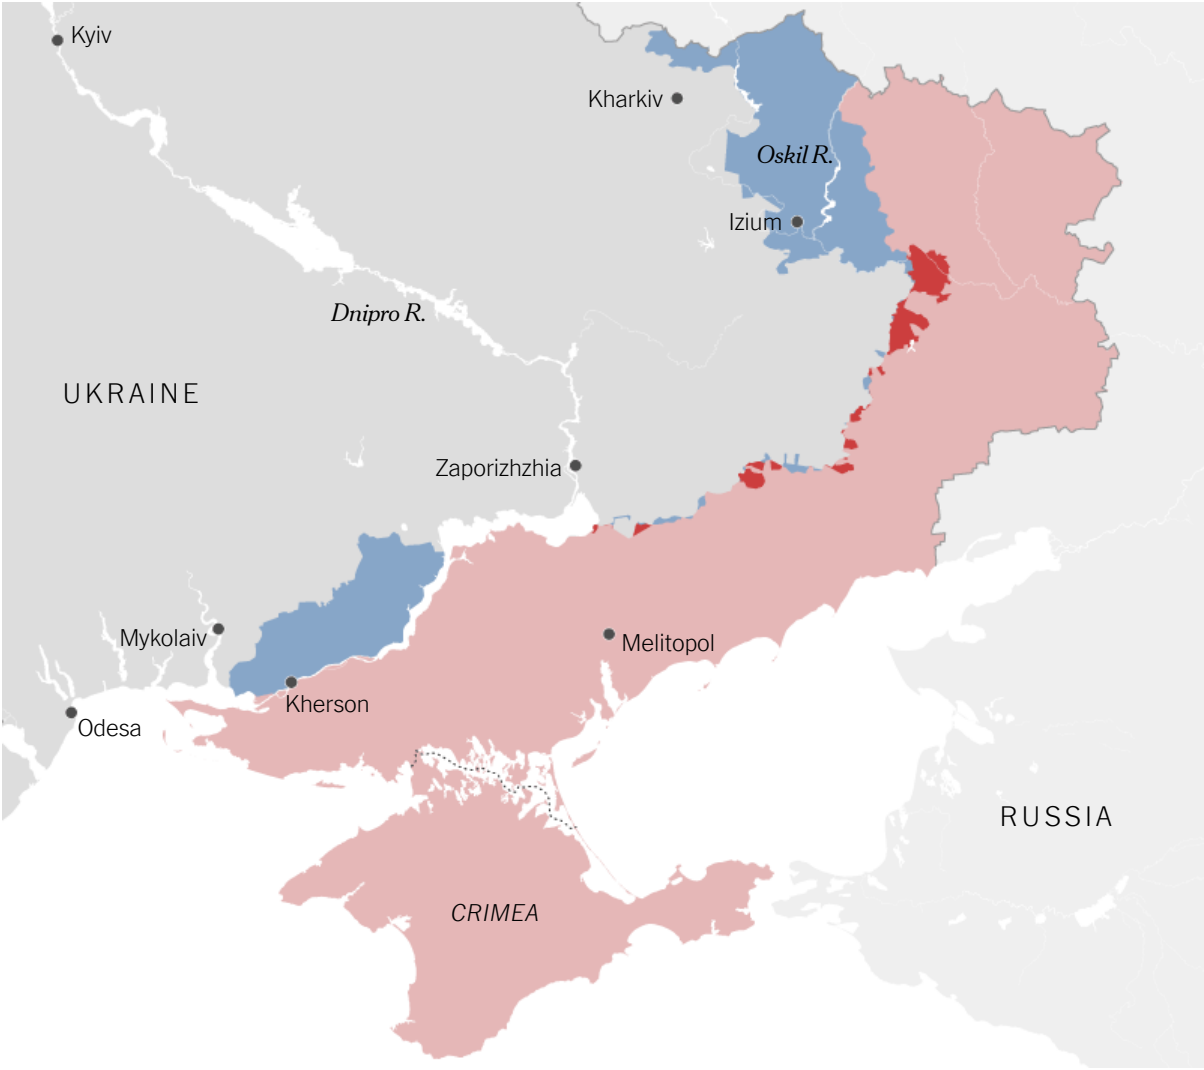 Kyiv
Kharkiv
Oskil R.
Izium
Dnipro R.
UKRAINE
Zaporizhzhia
Mykolaiv
Melitopol
Kherson
Odesa
RUSSIA
CRIMEA